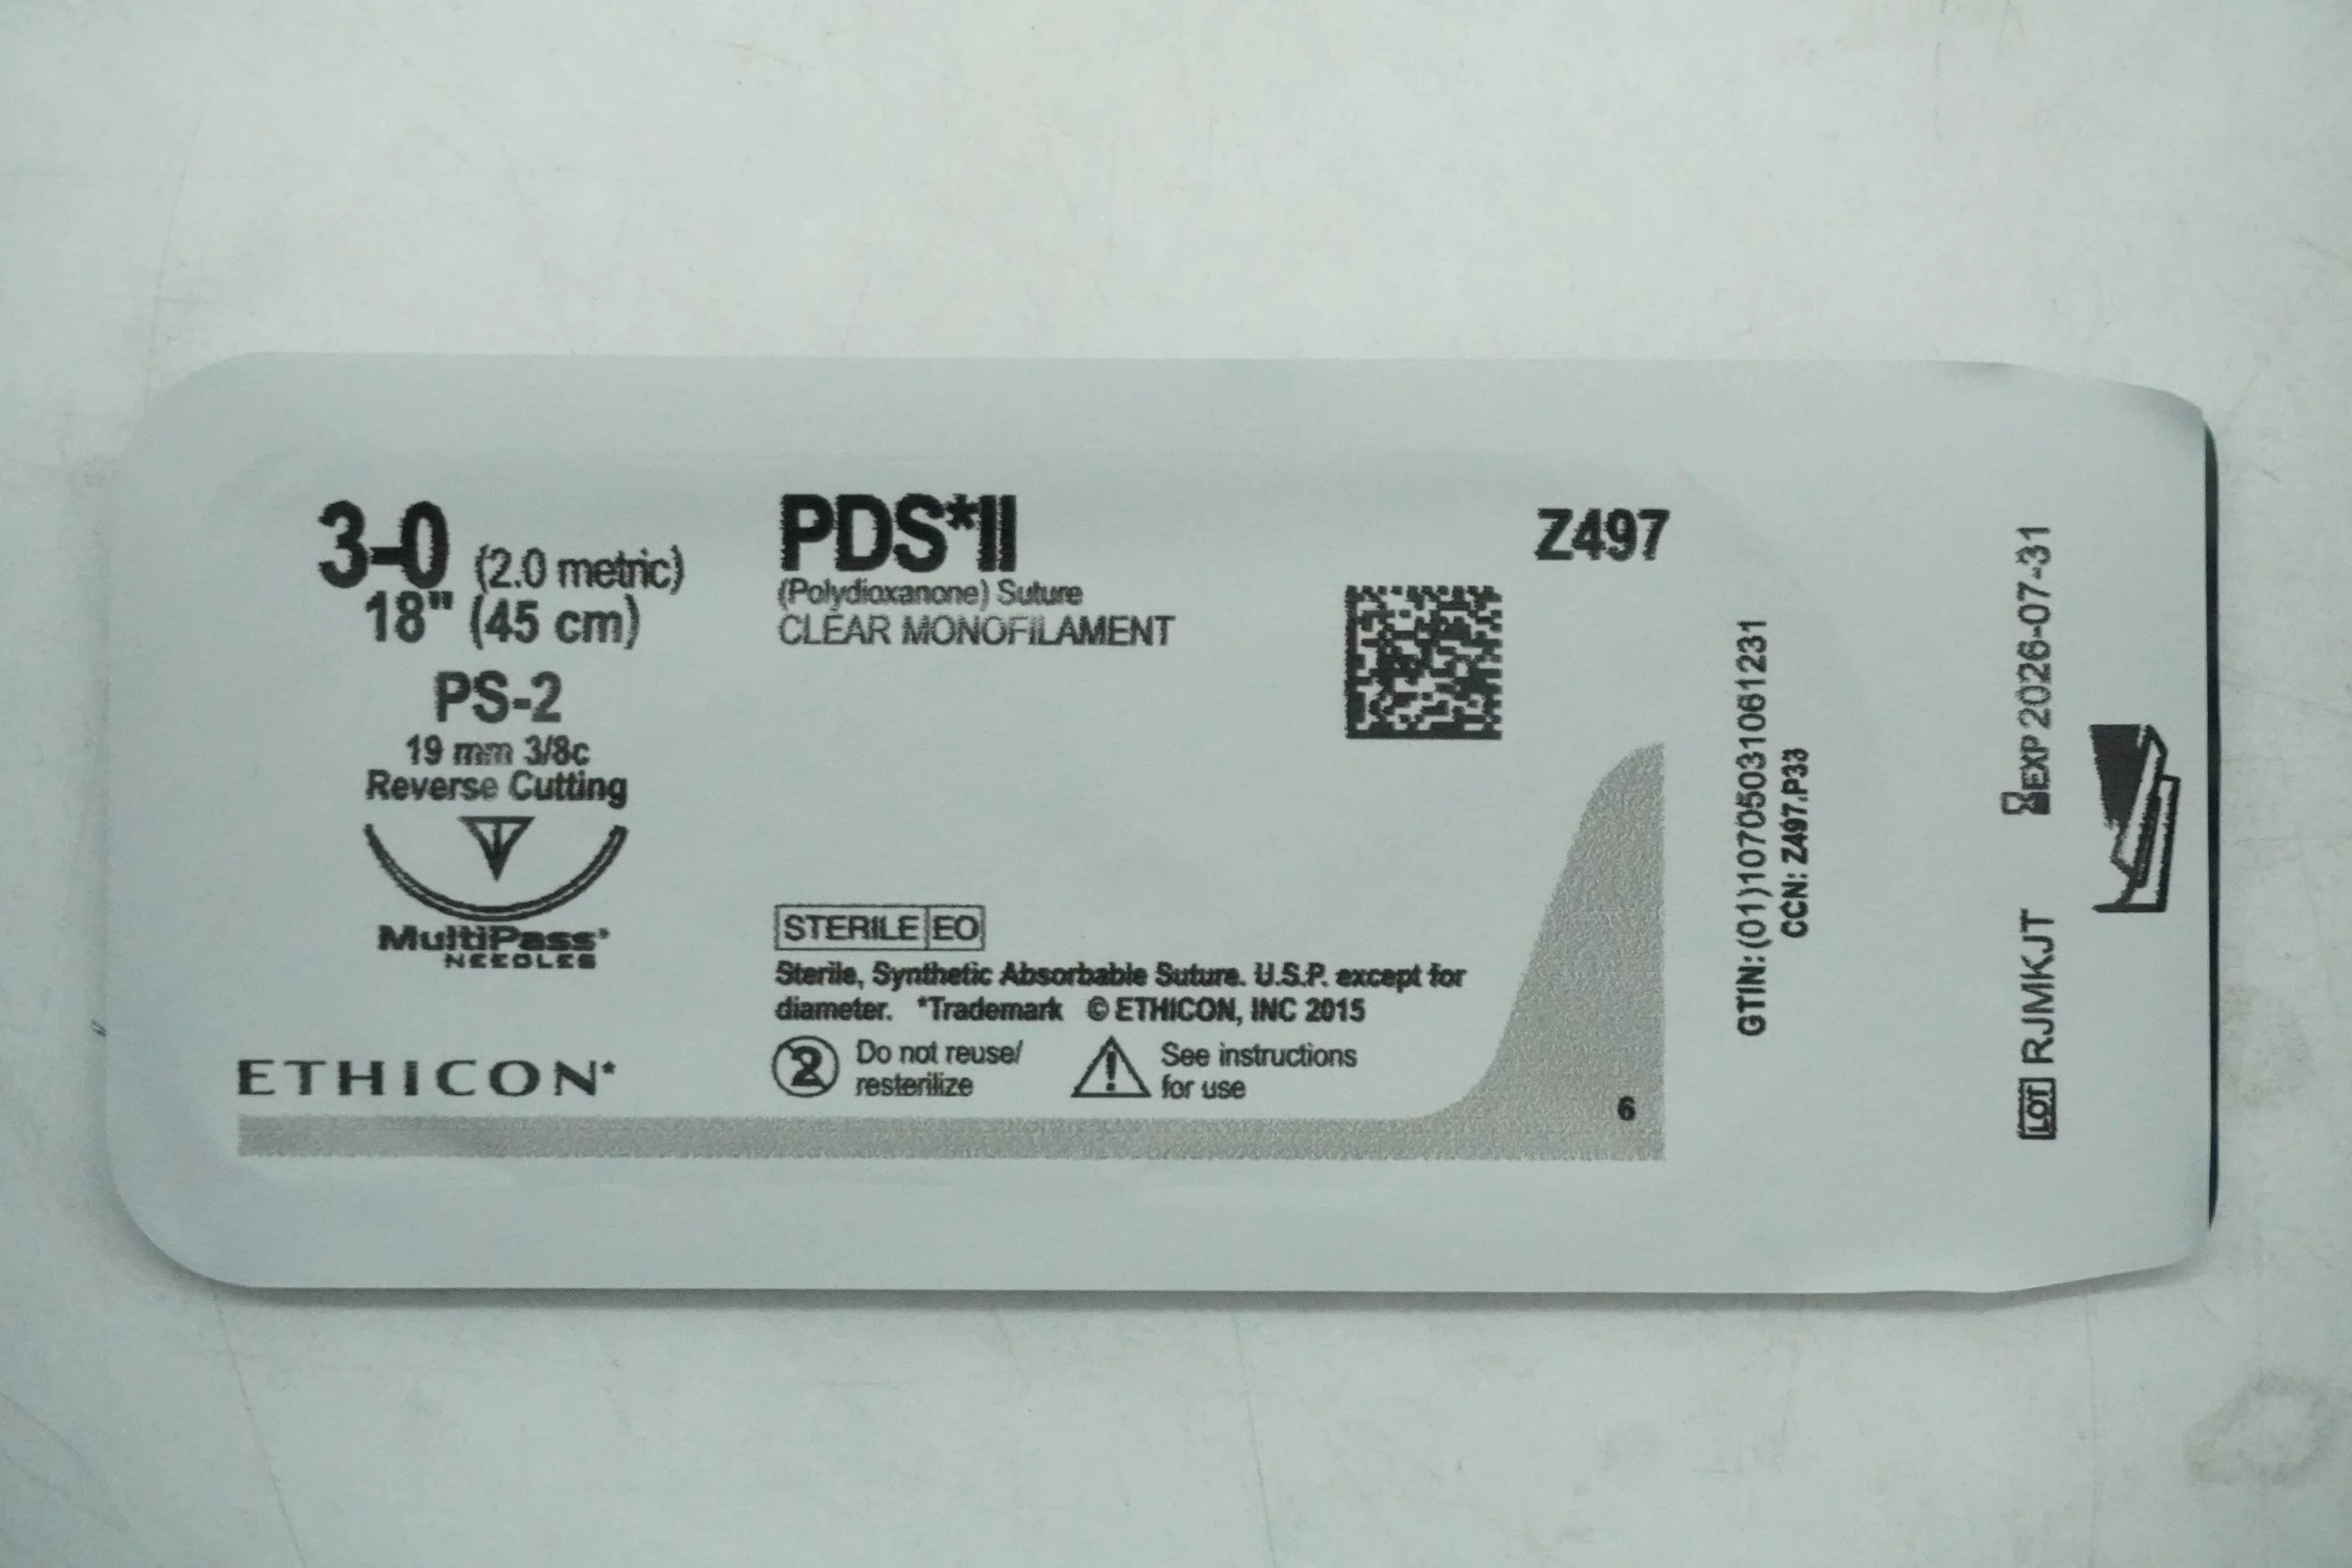 3-0 (2.0 metric)
18" (45 cm)
PS-2
19 mm 3/8c
Reverse Cutting
MultiPass*
NEEDLES
ETHICON*
PDS*II
(Polydioxanone) Suture
CLEAR MONOFILAMENT
Z497
STERILE EO
Sterile, Synthetic Absorbable Suture. U.S.P. except for
diameter. *Trademark © ETHICON, INC 2015
2 Do not reuse/
resterilize
! See instructions
for use
6
GTIN: (01)10705031061231
CCN: Z497.P33
EXP 2026-07-31
LOT RJMKJT